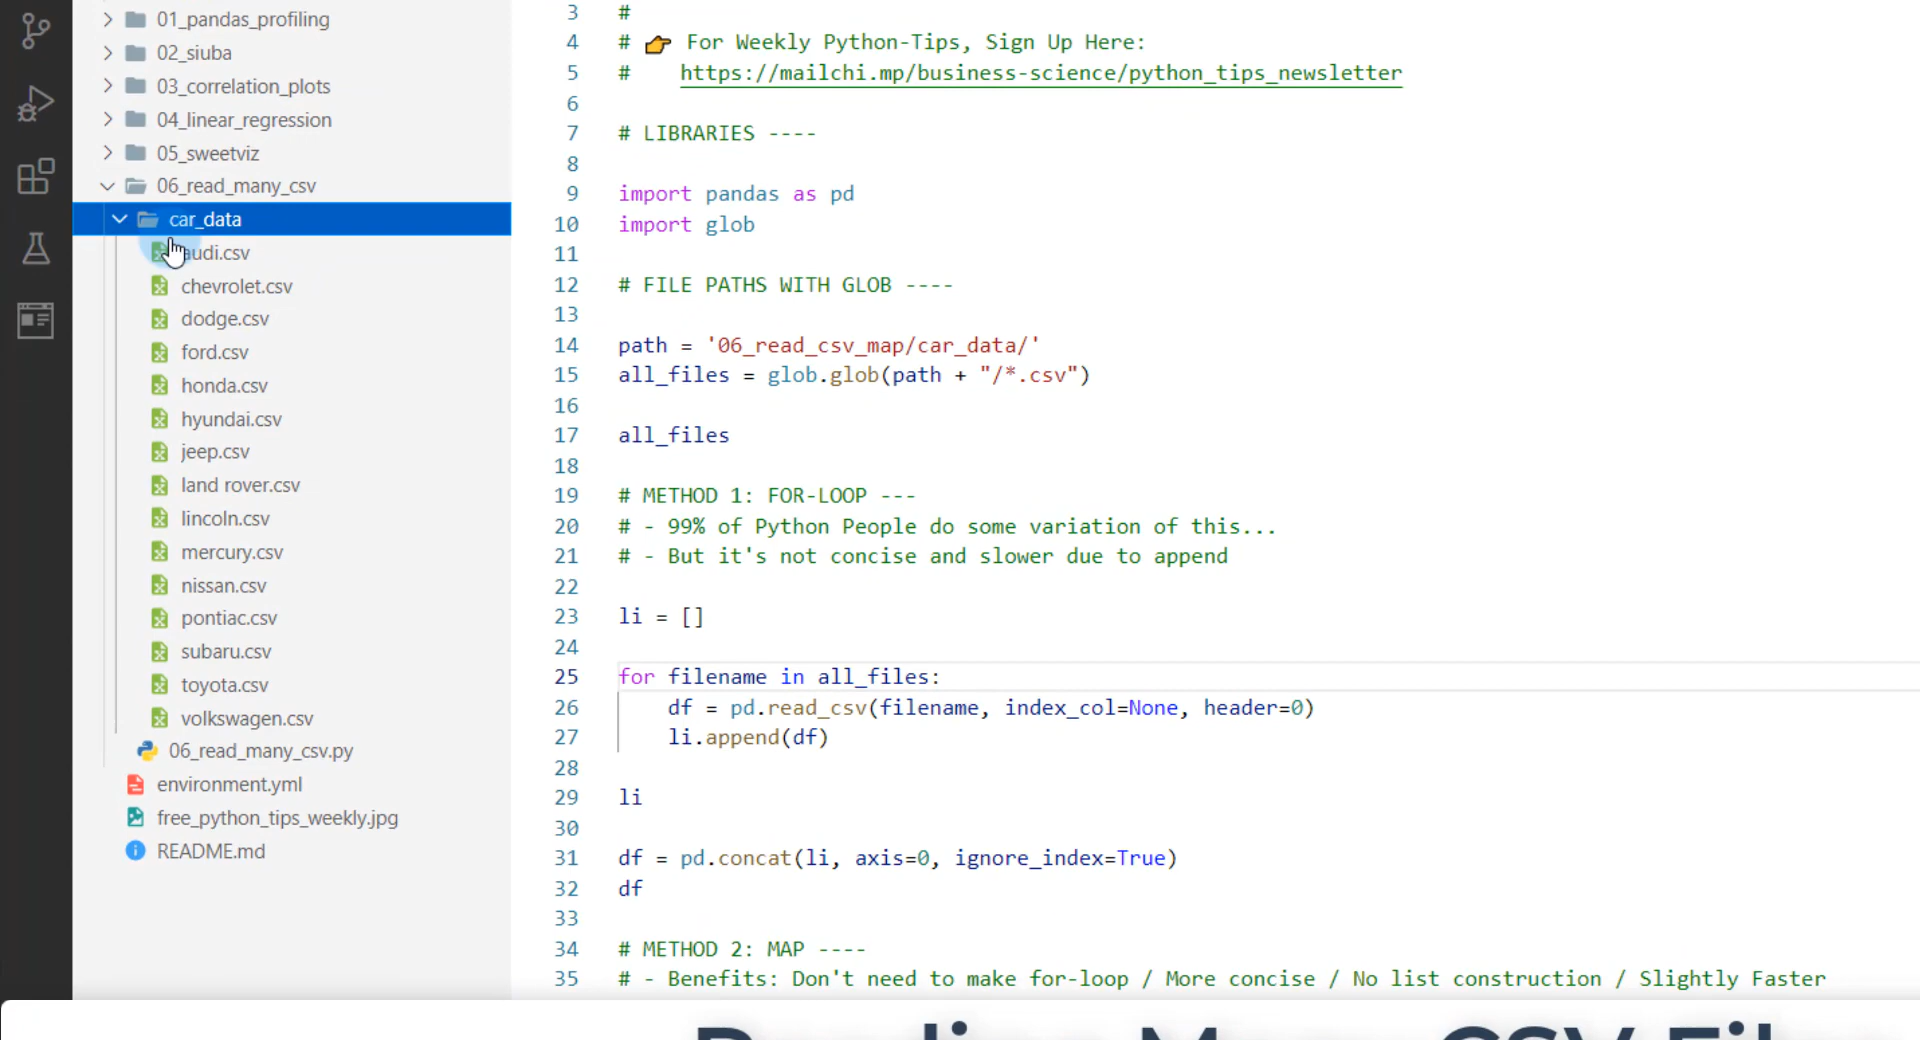 01_pandas_profiling
02_siuba
03_correlation_plots
04_linear_regression
05_sweetviz
06_read_many_csv
car_data
audi.csv
chevrolet.csv
dodge.csv
ford.csv
honda.csv
hyundai.csv
jeep.csv
land rover.csv
lincoln.csv
mercury.csv
nissan.csv
pontiac.csv
subaru.csv
toyota.csv
volkswagen.csv
06_read_many_csv.py
environment.yml
free_python_tips_weekly.jpg
README.md
3 #
4 # 👉 For Weekly Python-Tips, Sign Up Here:
5 #    https://mailchi.mp/business-science/python_tips_newsletter
6
7 # LIBRARIES ----
8
9 import pandas as pd
10 import glob
11
12 # FILE PATHS WITH GLOB ----
13
14 path = '06_read_csv_map/car_data/'
15 all_files = glob.glob(path + "/*.csv")
16
17 all_files
18
19 # METHOD 1: FOR-LOOP ---
20 # - 99% of Python People do some variation of this...
21 # - But it's not concise and slower due to append
22
23 li = []
24
25 for filename in all_files:
26     df = pd.read_csv(filename, index_col=None, header=0)
27     li.append(df)
28
29 li
30
31 df = pd.concat(li, axis=0, ignore_index=True)
32 df
33
34 # METHOD 2: MAP ----
35 # - Benefits: Don't need to make for-loop / More concise / No list construction / Slightly Faster
Reading Many CSV Files